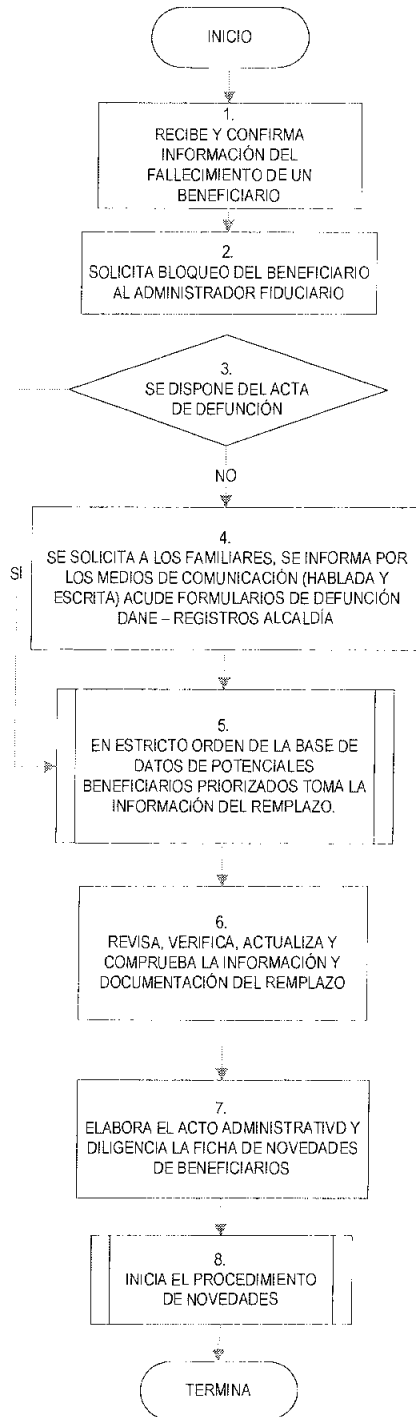 INICIO
1.
RECIBE Y CONFIRMA
INFORMACIÓN DEL
FALLECIMIENTO DE UN
BENEFICIARIO
2.
SOLICITA BLOQUEO DEL BENEFICIARIO
AL ADMINISTRADOR FIDUCIARIO
3.
SE DISPONE DEL ACTA
DE DEFUNCIÓN
NO
4.
SE SOLICITA A LOS FAMILIARES, SE INFORMA POR
LOS MEDIOS DE COMUNICACIÓN (HABLADA Y
ESCRITA) ACUDE FORMULARIOS DE DEFUNCIÓN
DANE – REGISTROS ALCALDÍA
SI
5.
EN ESTRICTO ORDEN DE LA BASE DE
DATOS DE POTENCIALES
BENEFICIARIOS PRIORIZADOS TOMA LA
INFORMACIÓN DEL REMPLAZO.
6.
REVISA, VERIFICA, ACTUALIZA Y
COMPRUEBA LA INFORMACIÓN Y
DOCUMENTACIÓN DEL REMPLAZO
7.
ELABORA EL ACTO ADMINISTRATIVO Y
DILIGENCIA LA FICHA DE NOVEDADES
DE BENEFICIARIOS
8.
INICIA EL PROCEDIMIENTO
DE NOVEDADES
TERMINA